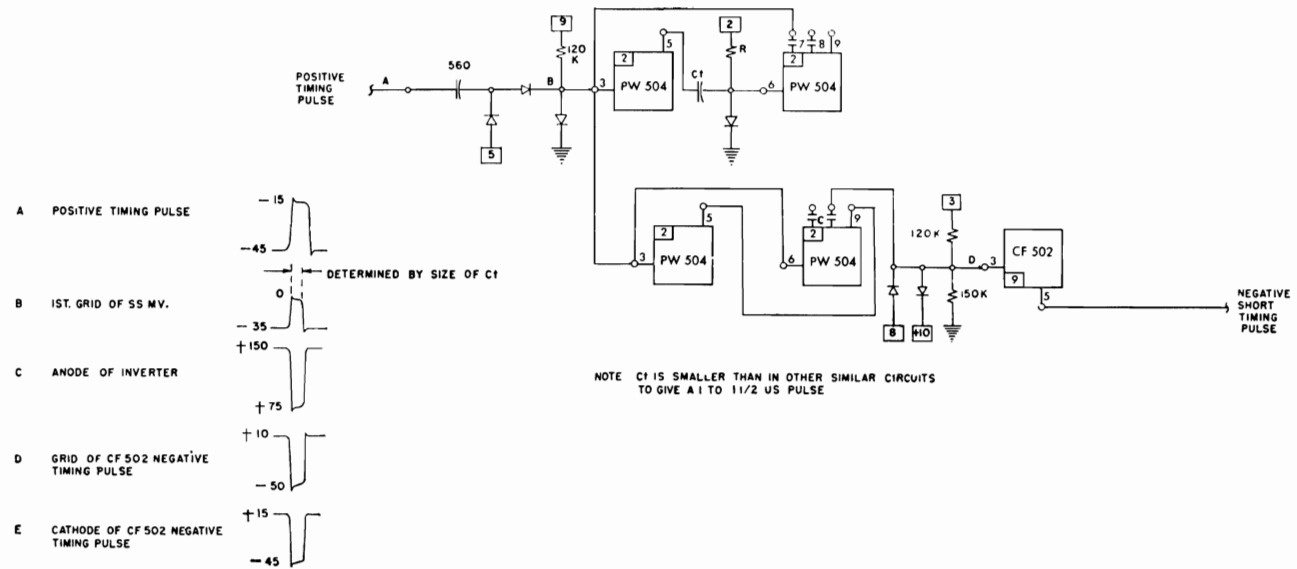 POSITIVE
TIMING
PULSE
A
560
5
B
9
120
K
3
2
PW 504
5
Ct
2
R
6
7
8
9
2
PW 504
3
2
PW 504
5
6
C
9
2
PW 504
8
+10
3
120K
150K
D
3
CF 502
9
5
NEGATIVE
SHORT
TIMING
PULSE
A POSITIVE TIMING PULSE
-15
-45
DETERMINED BY SIZE OF Ct
B IST. GRID OF SS MV.
0
-35
C ANODE OF INVERTER
+150
+75
D GRID OF CF 502 NEGATIVE
TIMING PULSE
+10
-50
E CATHODE OF CF 502 NEGATIVE
TIMING PULSE
+15
-45
NOTE Ct IS SMALLER THAN IN OTHER SIMILAR CIRCUITS
TO GIVE A 1 TO 1 1/2 US PULSE